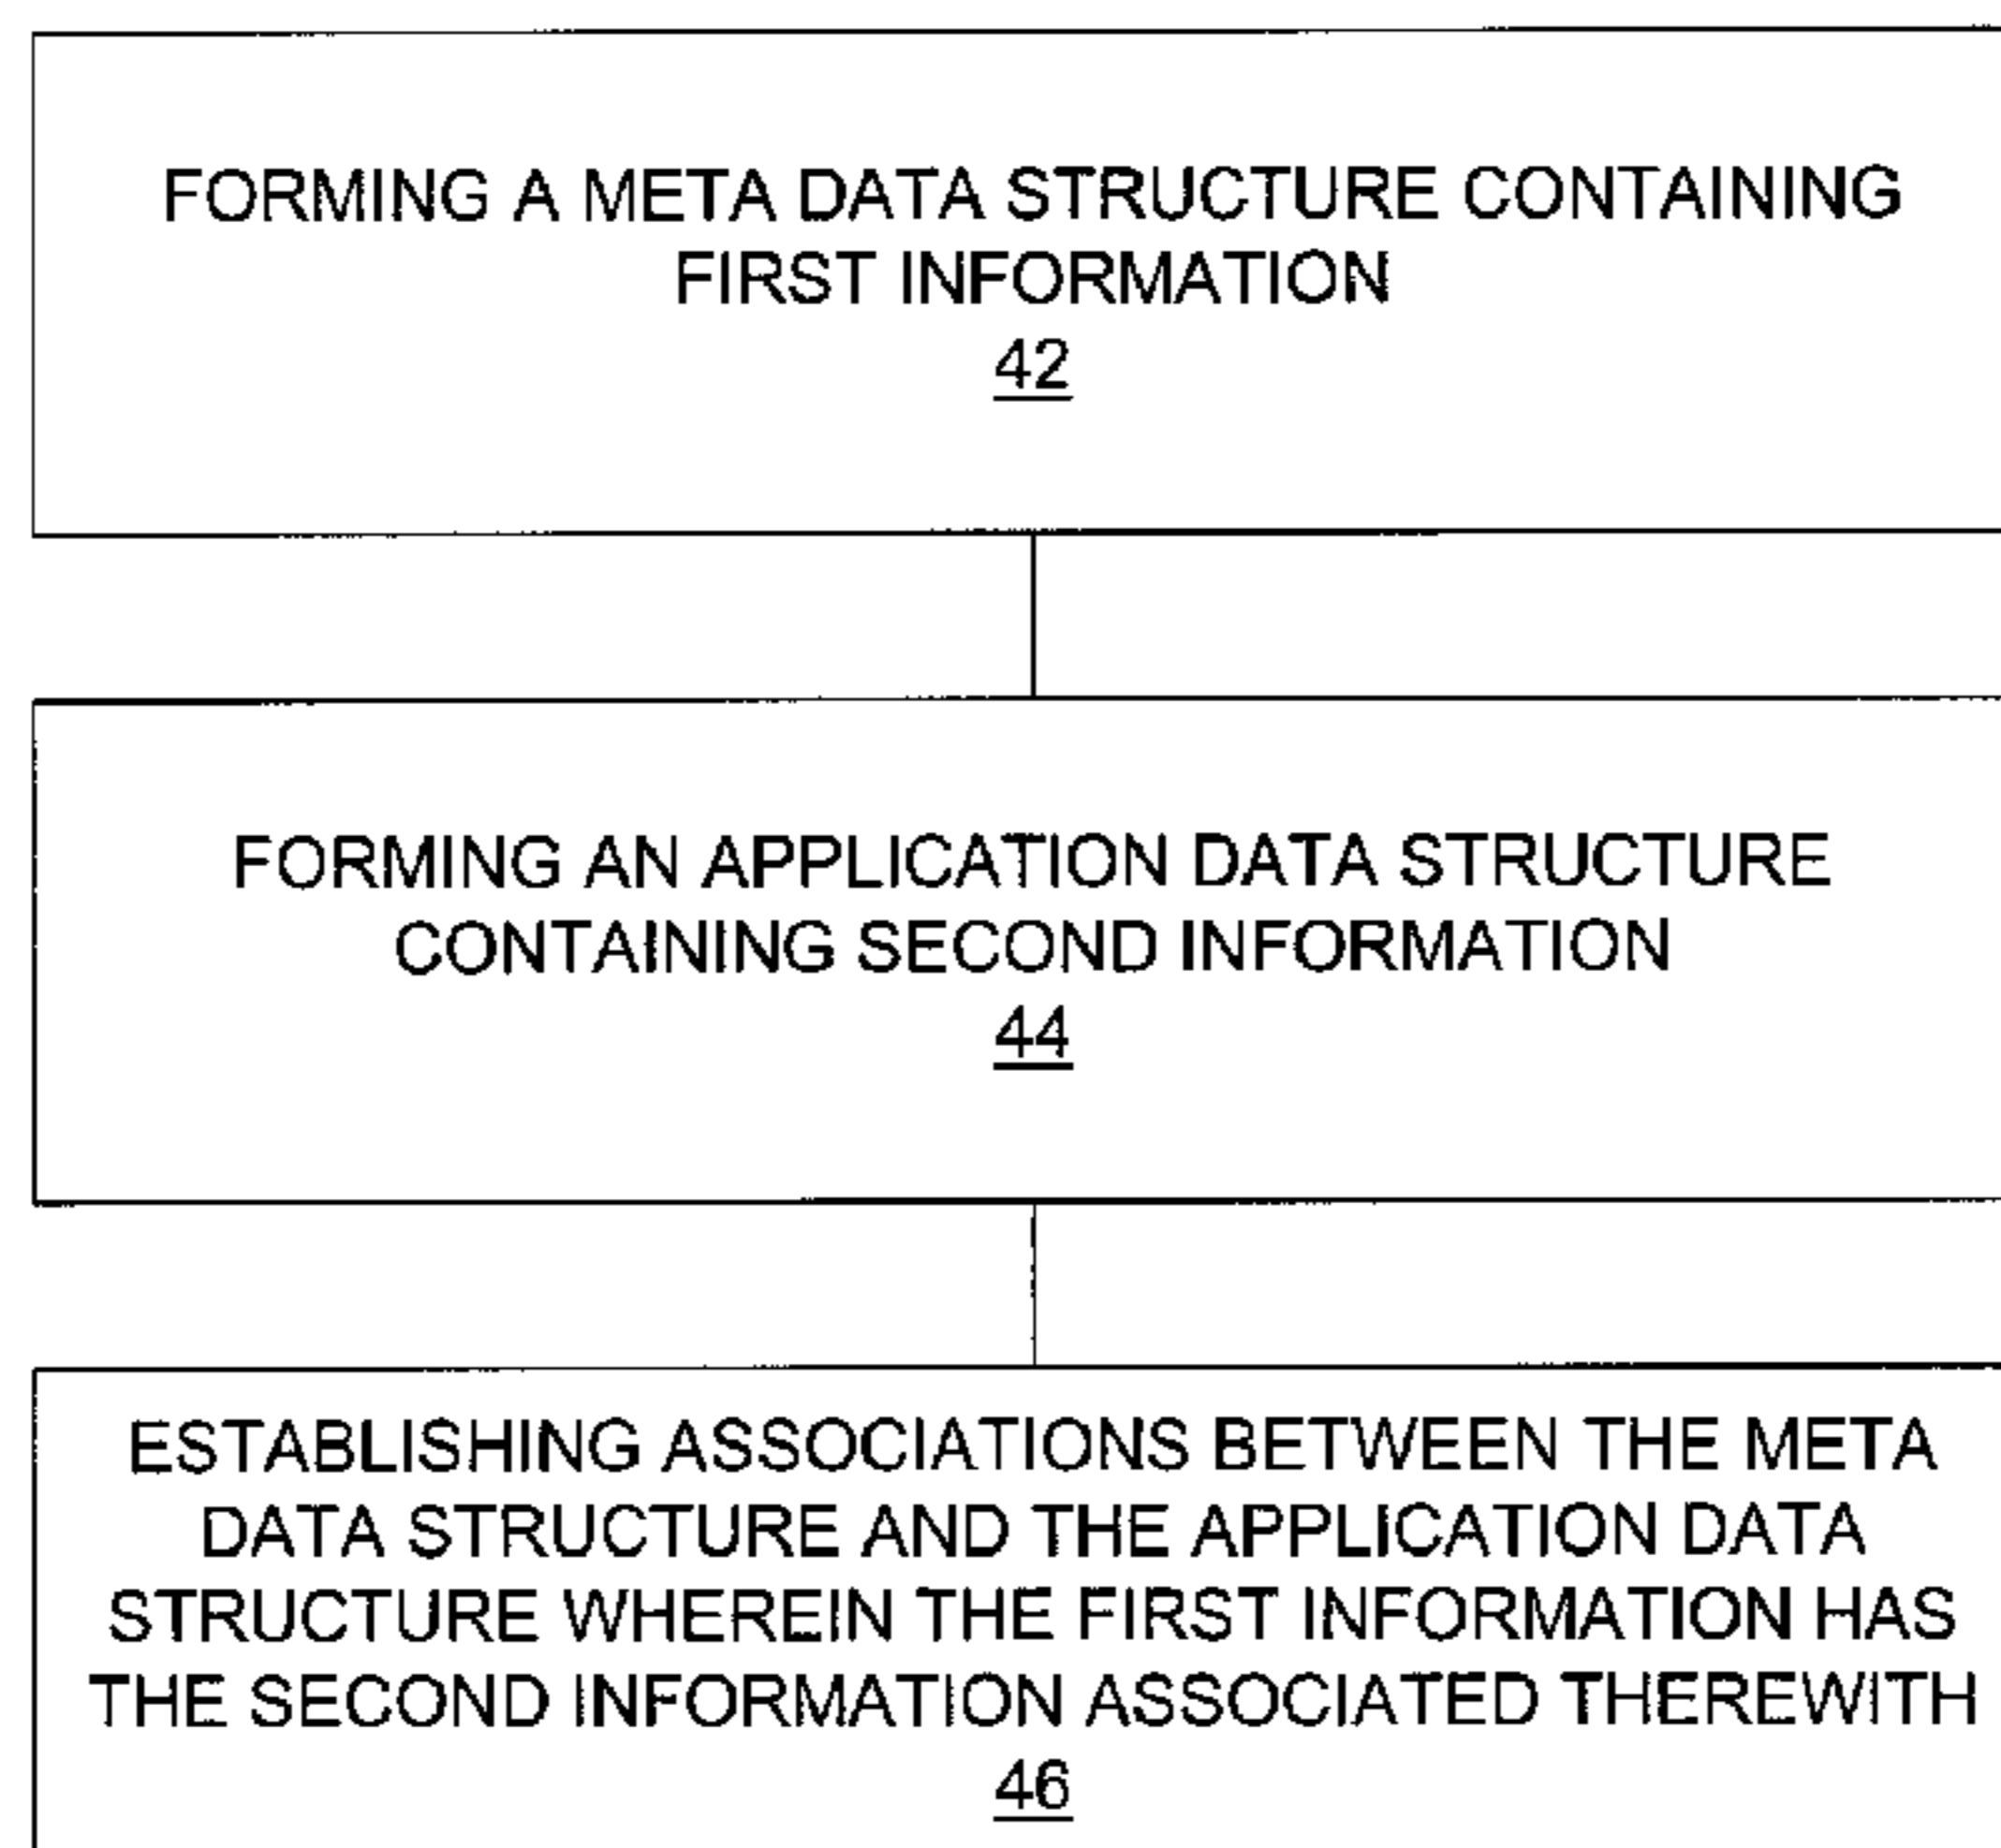 FORMING A META DATA STRUCTURE CONTAINING
FIRST INFORMATION
42
FORMING AN APPLICATION DATA STRUCTURE
CONTAINING SECOND INFORMATION
44
ESTABLISHING ASSOCIATIONS BETWEEN THE META
DATA STRUCTURE AND THE APPLICATION DATA
STRUCTURE WHEREIN THE FIRST INFORMATION HAS
THE SECOND INFORMATION ASSOCIATED THEREWITH
46